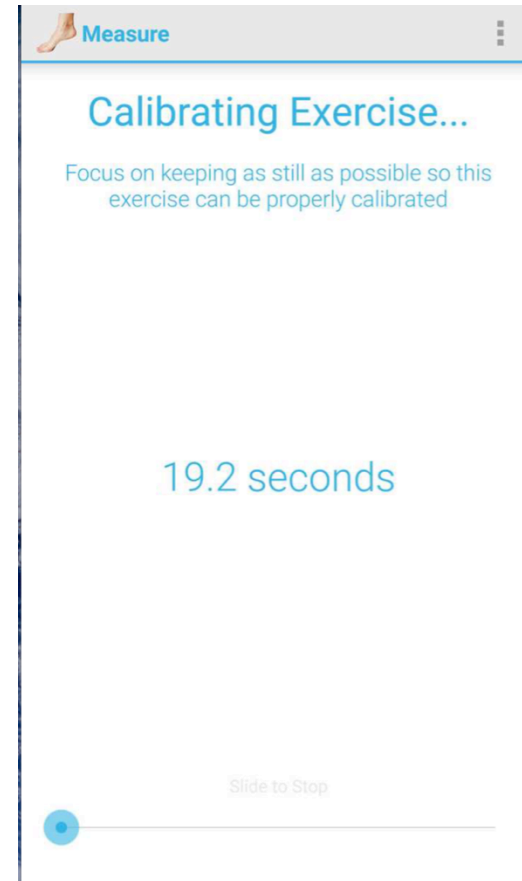 Measure
Calibrating Exercise...
Focus on keeping as still as possible so this
exercise can be properly calibrated
19.2 seconds
Slide to Stop